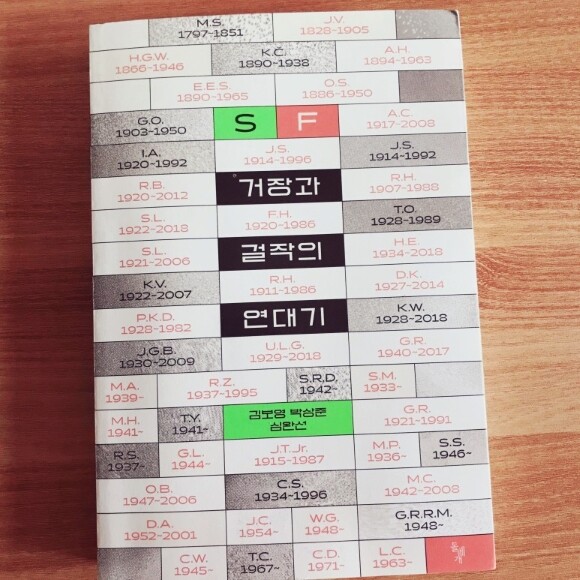 M.S.
1797-1851
J.V.
1828-1905
H.G.W.
1866-1946
K.Č.
1890-1938
A.H.
1894-1963
E.E.S.
1890-1965
O.S.
1886-1950
G.O.
1903-1950
S F
A.C.
1917-2008
I.A.
1920-1992
J.S.
1914-1996
J.S.
1914-1992
R.B.
1920-2012
거장과
R.H.
1907-1988
S.L.
1922-2018
F.H.
1920-1986
T.O.
1928-1989
S.L.
1921-2006
걸작의
H.E.
1934-2018
K.V.
1922-2007
R.H.
1911-1986
D.K.
1927-2014
P.K.D.
1928-1982
연대기
K.W.
1928-2018
J.G.B.
1930-2009
U.L.G.
1929-2018
G.R.
1940-2017
M.A.
1939-
R.Z.
1937-1995
S.R.D.
1942-
S.M.
1933-
M.H.
1941-
T.Y.
1941-
김보영 박상준
심완선
G.R.
1921-1991
R.S.
1937-
G.L.
1944-
J.T.Jr.
1915-1987
M.P.
1936-
S.S.
1946-
O.B.
1947-2006
C.S.
1934-1996
M.C.
1942-2008
D.A.
1952-2001
J.C.
1954-
W.G.
1948-
G.R.R.M.
1948-
C.W.
1945-
T.C.
1967-
C.D.
1971-
L.C.
1963-
돌베개